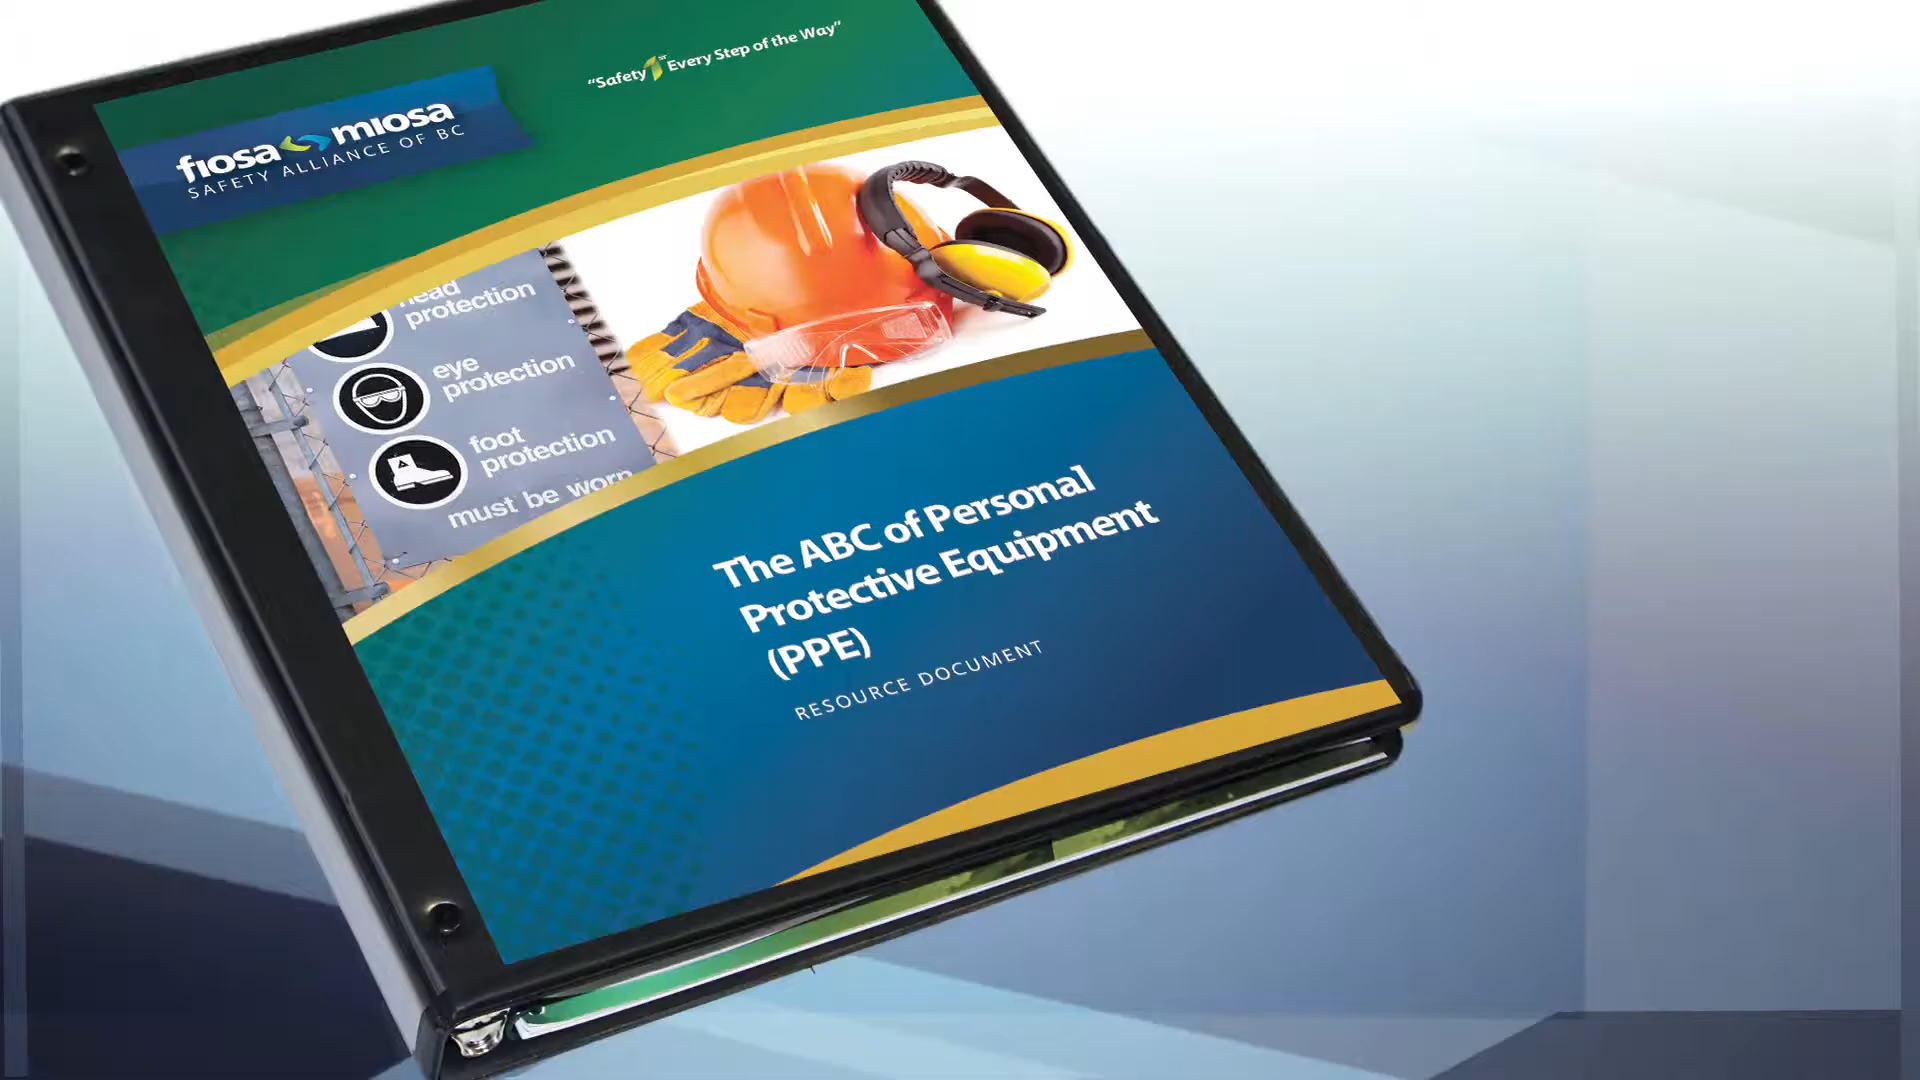 “Safety 1ST Every Step of the Way”
fiosa miosa
SAFETY ALLIANCE OF BC
head
protection
eye
protection
foot
protection
must be worn
The ABC of Personal
Protective Equipment
(PPE)
RESOURCE DOCUMENT